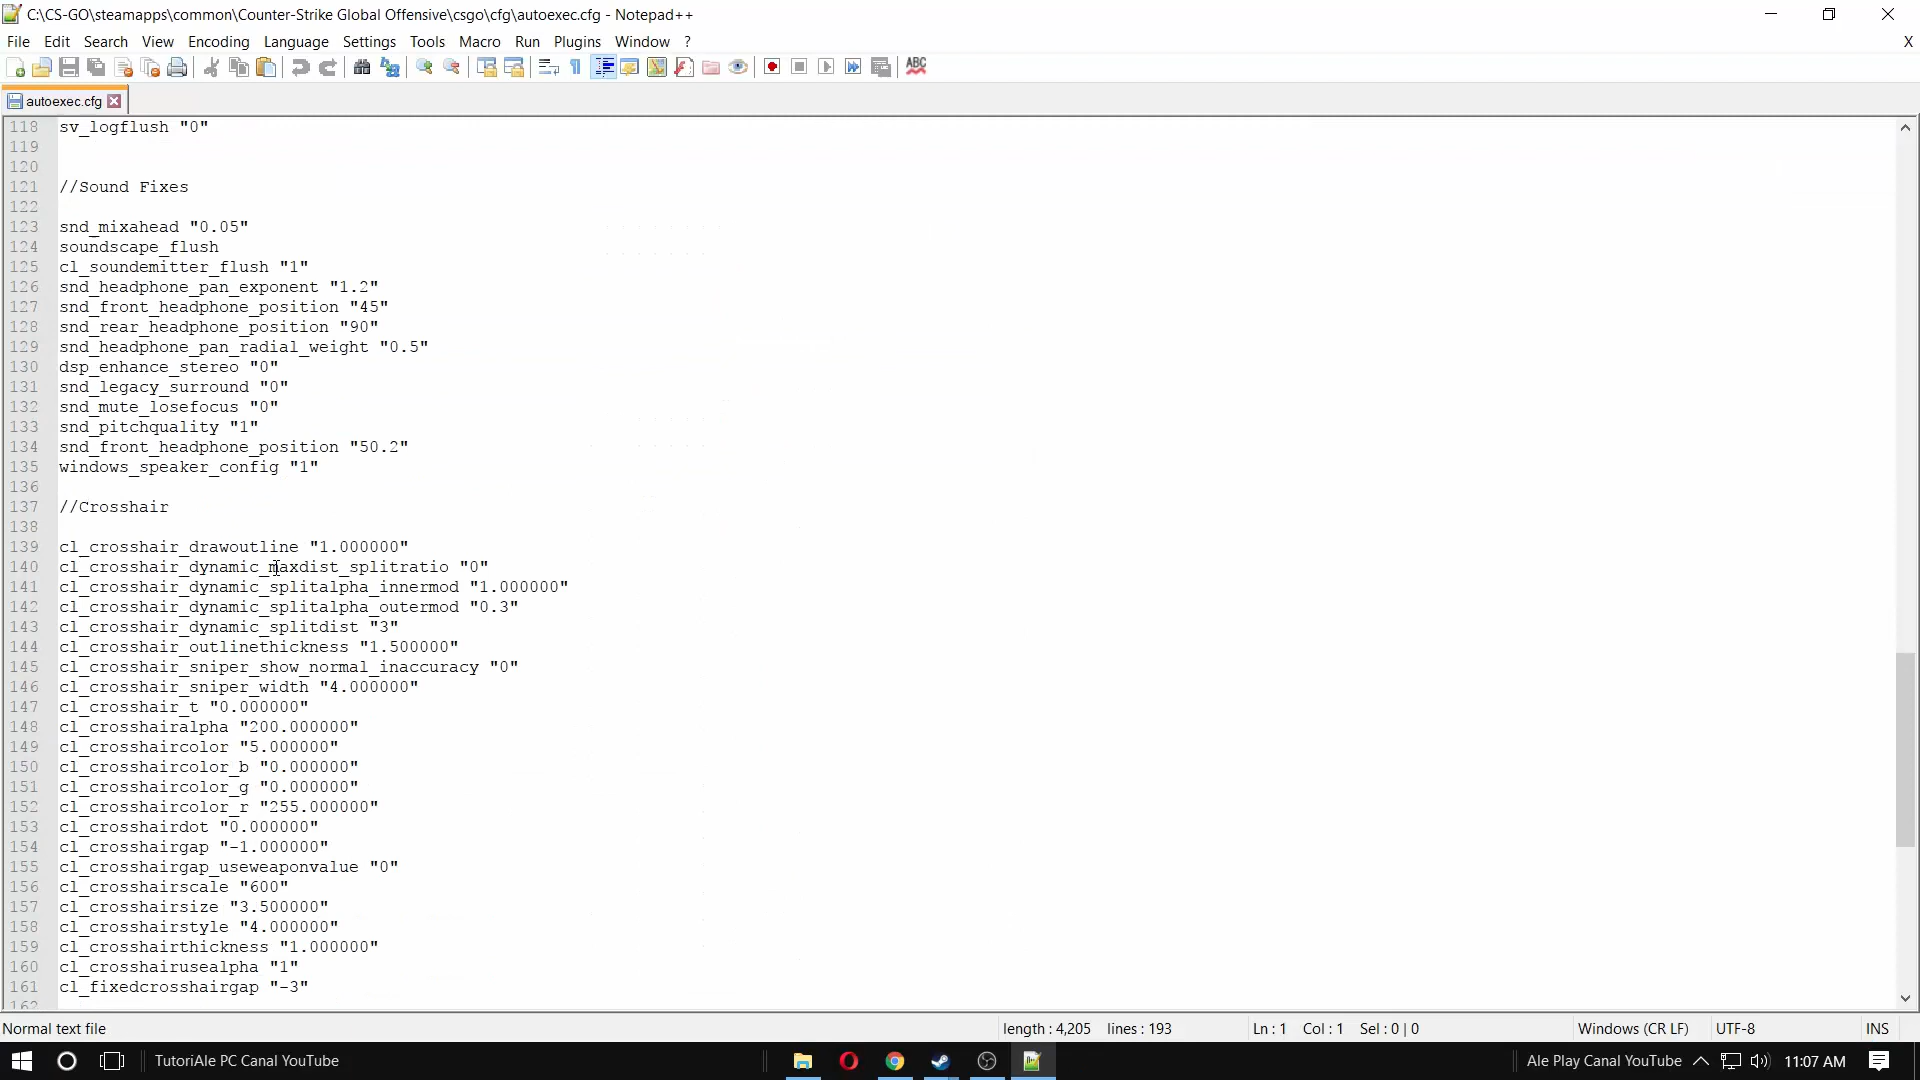 C:\CS-GO\steamapps\common\Counter-Strike Global Offensive\csgo\cfg\autoexec.cfg - Notepad++
File Edit Search View Encoding Language Settings Tools Macro Run Plugins Window ? X
ABC
autoexec.cfg
118 sv_logflush "0"
119
120
121 //Sound Fixes
122
123 snd_mixahead "0.05"
124 soundscape_flush
125 cl_soundemitter_flush "1"
126 snd_headphone_pan_exponent "1.2"
127 snd_front_headphone_position "45"
128 snd_rear_headphone_position "90"
129 snd_headphone_pan_radial_weight "0.5"
130 dsp_enhance_stereo "0"
131 snd_legacy_surround "0"
132 snd_mute_losefocus "0"
133 snd_pitchquality "1"
134 snd_front_headphone_position "50.2"
135 windows_speaker_config "1"
136
137 //Crosshair
138
139 cl_crosshair_drawoutline "1.000000"
140 cl_crosshair_dynamic_maxdist_splitratio "0"
141 cl_crosshair_dynamic_splitalpha_innermod "1.000000"
142 cl_crosshair_dynamic_splitalpha_outermod "0.3"
143 cl_crosshair_dynamic_splitdist "3"
144 cl_crosshair_outlinethickness "1.500000"
145 cl_crosshair_sniper_show_normal_inaccuracy "0"
146 cl_crosshair_sniper_width "4.000000"
147 cl_crosshair_t "0.000000"
148 cl_crosshairalpha "200.000000"
149 cl_crosshaircolor "5.000000"
150 cl_crosshaircolor_b "0.000000"
151 cl_crosshaircolor_g "0.000000"
152 cl_crosshaircolor_r "255.000000"
153 cl_crosshairdot "0.000000"
154 cl_crosshairgap "-1.000000"
155 cl_crosshairgap_useweaponvalue "0"
156 cl_crosshairscale "600"
157 cl_crosshairsize "3.500000"
158 cl_crosshairstyle "4.000000"
159 cl_crosshairthickness "1.000000"
160 cl_crosshairusealpha "1"
161 cl_fixedcrosshairgap "-3"
162
Normal text file length : 4,205 lines : 193 Ln : 1 Col : 1 Sel : 0 | 0 Windows (CR LF) UTF-8 INS
TutoriAle PC Canal YouTube Ale Play Canal YouTube 11:07 AM